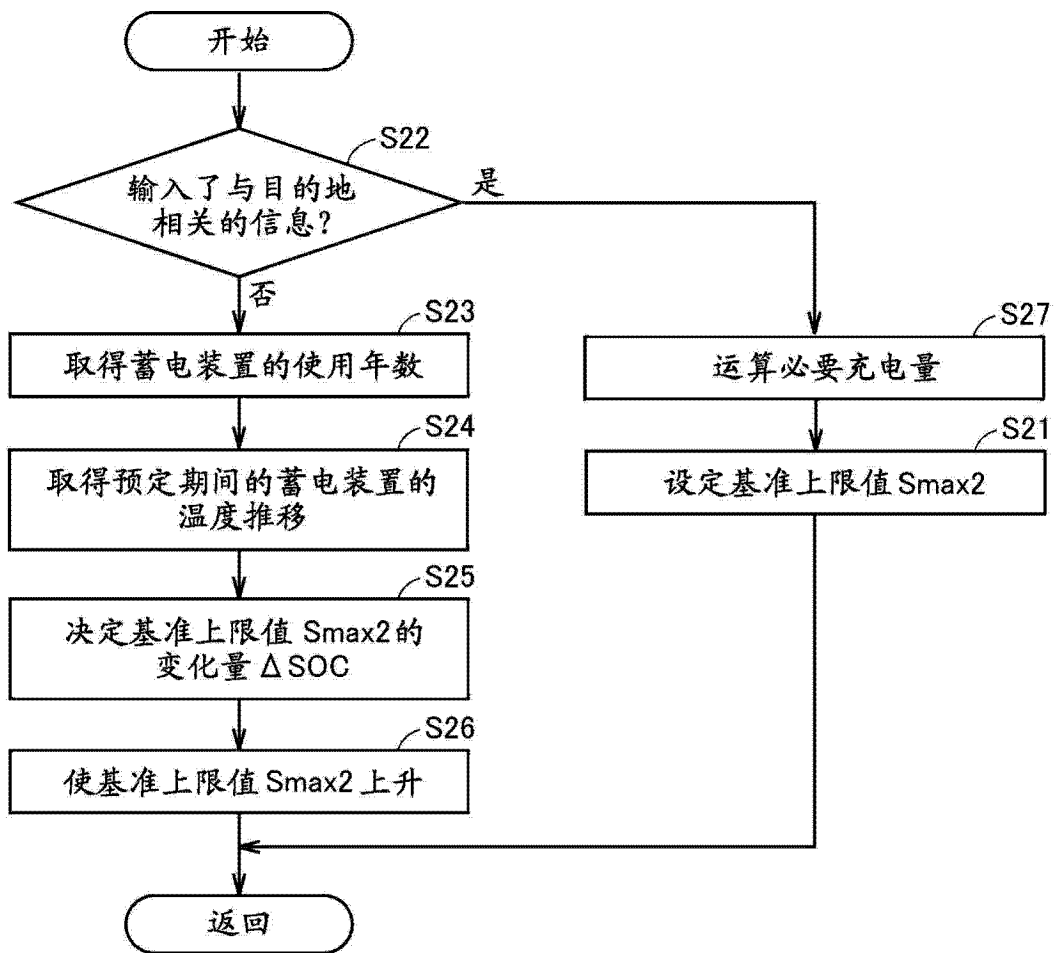 开始
S22
输入了与目的地
相关的信息？
是
否
S23
取得蓄电装置的使用年数
S24
取得预定期间的蓄电装置的
温度推移
S25
决定基准上限值 Smax2的
变化量ΔSOC
S26
使基准上限值 Smax2 上升
S27
运算必要充电量
S21
设定基准上限值 Smax2
返回